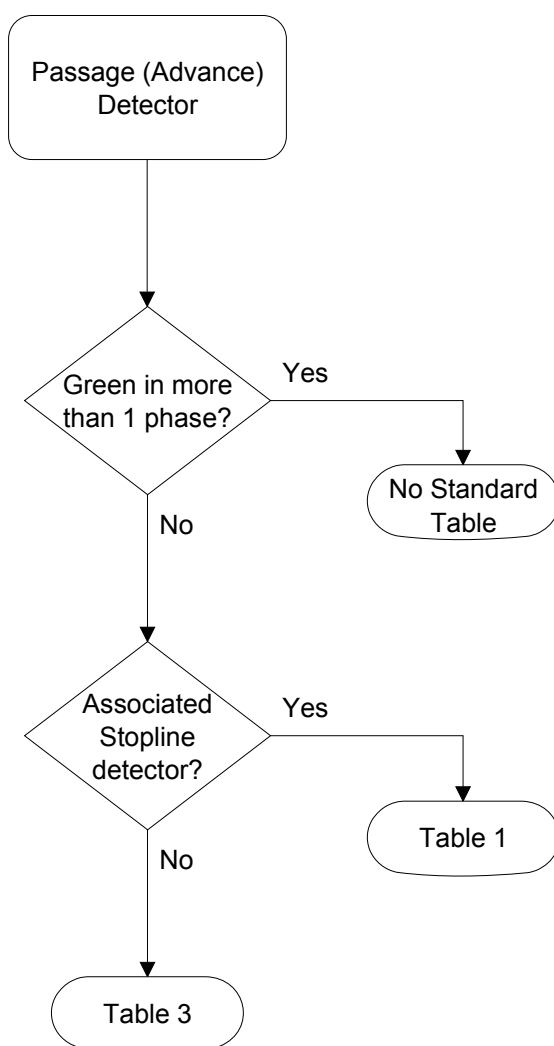 Passage (Advance)
Detector
Green in more
than 1 phase?
Yes
No Standard
Table
No
Associated
Stopline
detector?
Yes
Table 1
No
Table 3